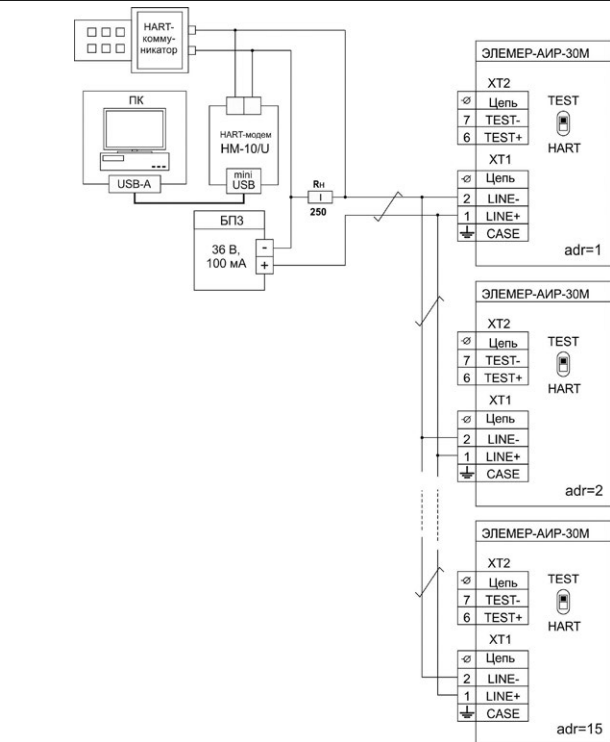 HART-
комму-
никатор
ПК
USB-A
HART-модем
HM-10/U
mini
USB
Rн
250
БП3
36 В,
100 мА
-
+
ЭЛЕМЕР-АИР-30М
XT2
Цепь
7 TEST-
6 TEST+
TEST
HART
XT1
Цепь
2 LINE-
1 LINE+
CASE
adr=1
ЭЛЕМЕР-АИР-30М
XT2
Цепь
7 TEST-
6 TEST+
TEST
HART
XT1
Цепь
2 LINE-
1 LINE+
CASE
adr=2
ЭЛЕМЕР-АИР-30М
XT2
Цепь
7 TEST-
6 TEST+
TEST
HART
XT1
Цепь
2 LINE-
1 LINE+
CASE
adr=15